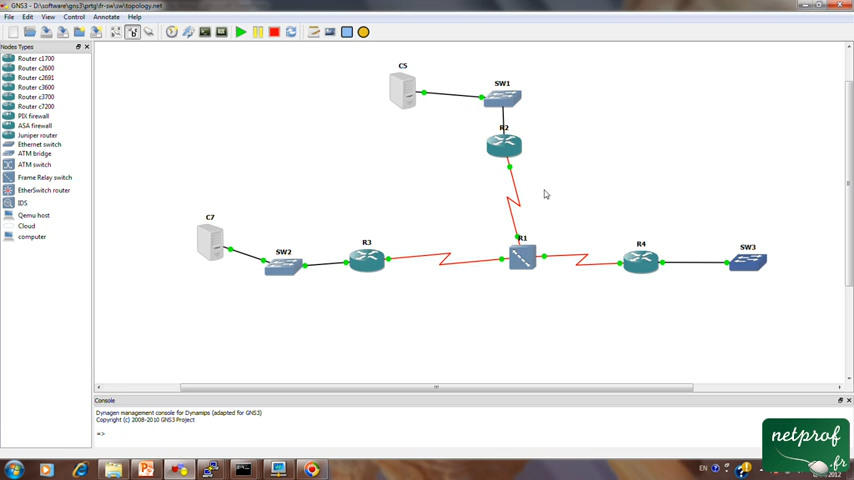 GNS3 - D:\software\gns3\prtg\fr-sw\sw\topology.net
File Edit View Control Annotate Help
Nodes Types
Router c1700
Router c2600
Router c2691
Router c3600
Router c3700
Router c7200
PIX firewall
ASA firewall
Juniper router
Ethernet switch
ATM bridge
ATM switch
Frame Relay switch
EtherSwitch router
IDS
Qemu host
Cloud
computer
C5
SW1
R2
C7
SW2
R3
R1
R4
SW3
Console
Dynagen management console for Dynamips (adapted for GNS3)
Copyright (c) 2008-2010 GNS3 Project
=>
netprof
.fr
EN
2012